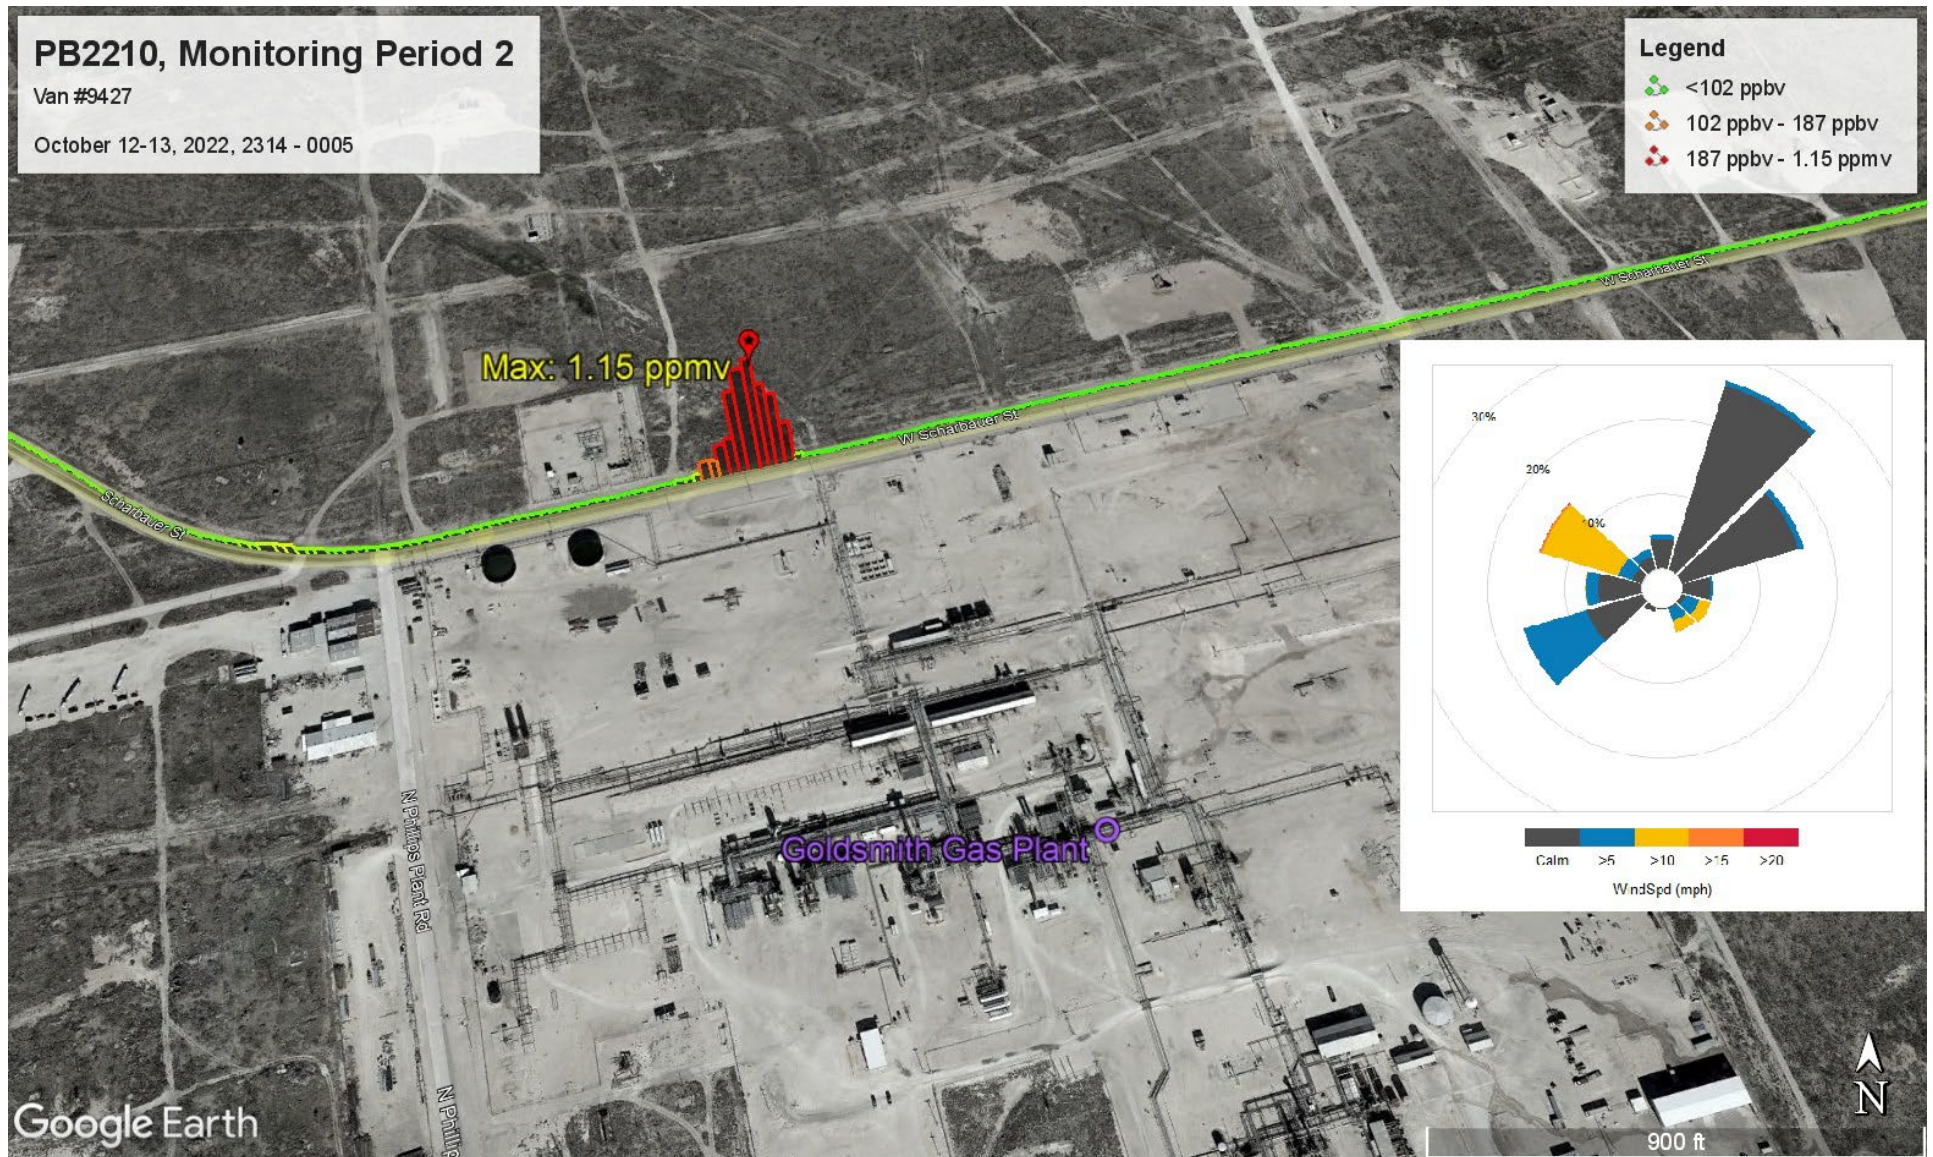 PB2210, Monitoring Period 2
Van #9427
October 12-13, 2022, 2314 - 0005
Legend
<102 ppbv
102 ppbv - 187 ppbv
187 ppbv - 1.15 ppmv
W Scharbauer St
Max: 1.15 ppmv
W Scharbauer St
Scharbauer St
30%
20%
10%
Calm >5 >10 >15 >20
WindSpd (mph)
N Phillips Plant Rd
Goldsmith Gas Plant
N Phillip
Google Earth
N
900 ft